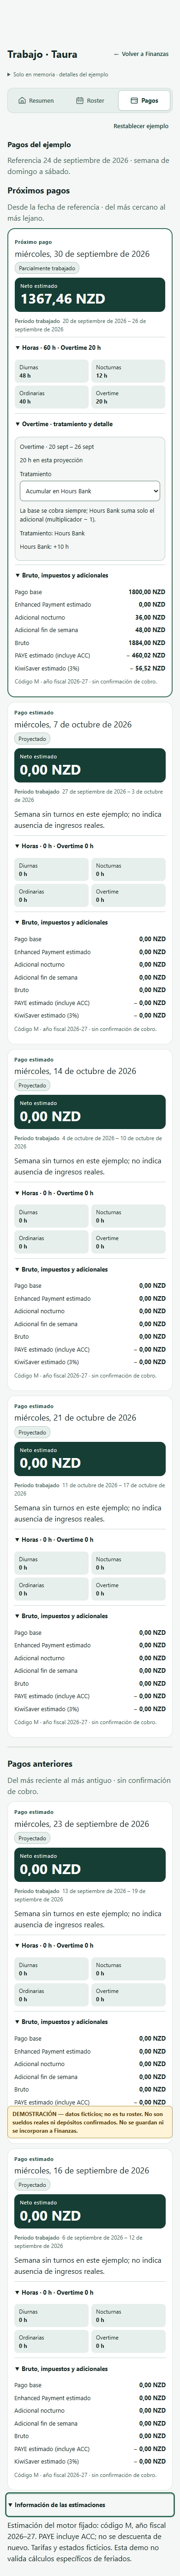 Trabajo · Taura
← Volver a Finanzas
▸ Solo en memoria · detalles del ejemplo
Resumen
Roster
Pagos
Restablecer ejemplo
Pagos del ejemplo
Referencia 24 de septiembre de 2026 · semana de
domingo a sábado.
Próximos pagos
Desde la fecha de referencia · del más cercano al
más lejano.
Próximo pago
miércoles, 30 de septiembre de 2026
Parcialmente trabajado
Neto estimado
1367,46 NZD
Periodo trabajado 20 de septiembre de 2026 – 26 de
septiembre de 2026
▾ Horas · 60 h · Overtime 20 h
Diurnas
48 h
Nocturnas
12 h
Ordinarias
40 h
Overtime
20 h
▾ Overtime · tratamiento y detalle
Overtime · 20 sept – 26 sept
20 h en esta proyección
Tratamiento
Acumular en Hours Bank
La base se cobra siempre; Hours Bank suma solo el
adicional (multiplicador − 1).
Tratamiento: Hours Bank
Hours Bank: +10 h
▾ Bruto, impuestos y adicionales
Pago base 1800,00 NZD
Enhanced Payment estimado 0,00 NZD
Adicional nocturno 36,00 NZD
Adicional fin de semana 48,00 NZD
Bruto 1884,00 NZD
PAYE estimado (incluye ACC) − 460,02 NZD
KiwiSaver estimado (3%) − 56,52 NZD
Código M · año fiscal 2026-27 · sin confirmación de cobro.
Pago estimado
miércoles, 7 de octubre de 2026
Proyectado
Neto estimado
0,00 NZD
Periodo trabajado 27 de septiembre de 2026 – 3 de octubre
de 2026
Semana sin turnos en este ejemplo; no indica
ausencia de ingresos reales.
▾ Horas · 0 h · Overtime 0 h
Diurnas
0 h
Nocturnas
0 h
Ordinarias
0 h
Overtime
0 h
▾ Bruto, impuestos y adicionales
Pago base 0,00 NZD
Enhanced Payment estimado 0,00 NZD
Adicional nocturno 0,00 NZD
Adicional fin de semana 0,00 NZD
Bruto 0,00 NZD
PAYE estimado (incluye ACC) − 0,00 NZD
KiwiSaver estimado (3%) − 0,00 NZD
Código M · año fiscal 2026-27 · sin confirmación de cobro.
Pago estimado
miércoles, 14 de octubre de 2026
Proyectado
Neto estimado
0,00 NZD
Periodo trabajado 4 de octubre de 2026 – 10 de octubre de
2026
Semana sin turnos en este ejemplo; no indica
ausencia de ingresos reales.
▾ Horas · 0 h · Overtime 0 h
Diurnas
0 h
Nocturnas
0 h
Ordinarias
0 h
Overtime
0 h
▾ Bruto, impuestos y adicionales
Pago base 0,00 NZD
Enhanced Payment estimado 0,00 NZD
Adicional nocturno 0,00 NZD
Adicional fin de semana 0,00 NZD
Bruto 0,00 NZD
PAYE estimado (incluye ACC) − 0,00 NZD
KiwiSaver estimado (3%) − 0,00 NZD
Código M · año fiscal 2026-27 · sin confirmación de cobro.
Pago estimado
miércoles, 21 de octubre de 2026
Proyectado
Neto estimado
0,00 NZD
Periodo trabajado 11 de octubre de 2026 – 17 de octubre de
2026
Semana sin turnos en este ejemplo; no indica
ausencia de ingresos reales.
▾ Horas · 0 h · Overtime 0 h
Diurnas
0 h
Nocturnas
0 h
Ordinarias
0 h
Overtime
0 h
▾ Bruto, impuestos y adicionales
Pago base 0,00 NZD
Enhanced Payment estimado 0,00 NZD
Adicional nocturno 0,00 NZD
Adicional fin de semana 0,00 NZD
Bruto 0,00 NZD
PAYE estimado (incluye ACC) − 0,00 NZD
KiwiSaver estimado (3%) − 0,00 NZD
Código M · año fiscal 2026-27 · sin confirmación de cobro.
Pagos anteriores
Del más reciente al más antiguo · sin confirmación
de cobro.
Pago estimado
miércoles, 23 de septiembre de 2026
Proyectado
Neto estimado
0,00 NZD
Periodo trabajado 13 de septiembre de 2026 – 19 de
septiembre de 2026
Semana sin turnos en este ejemplo; no indica
ausencia de ingresos reales.
▾ Horas · 0 h · Overtime 0 h
Diurnas
0 h
Nocturnas
0 h
Ordinarias
0 h
Overtime
0 h
▾ Bruto, impuestos y adicionales
Pago base 0,00 NZD
Enhanced Payment estimado 0,00 NZD
Adicional nocturno 0,00 NZD
Adicional fin de semana 0,00 NZD
Bruto 0,00 NZD
PAYE estimado (incluye ACC) − 0,00 NZD
DEMOSTRACIÓN — datos ficticios; no es tu roster. No son
sueldos reales ni depósitos confirmados. No se guardan ni
se incorporan a Finanzas.
Pago estimado
miércoles, 16 de septiembre de 2026
Proyectado
Neto estimado
0,00 NZD
Periodo trabajado 6 de septiembre de 2026 – 12 de
septiembre de 2026
Semana sin turnos en este ejemplo; no indica
ausencia de ingresos reales.
▾ Horas · 0 h · Overtime 0 h
Diurnas
0 h
Nocturnas
0 h
Ordinarias
0 h
Overtime
0 h
▾ Bruto, impuestos y adicionales
Pago base 0,00 NZD
Enhanced Payment estimado 0,00 NZD
Adicional nocturno 0,00 NZD
Adicional fin de semana 0,00 NZD
Bruto 0,00 NZD
PAYE estimado (incluye ACC) − 0,00 NZD
KiwiSaver estimado (3%) − 0,00 NZD
Código M · año fiscal 2026-27 · sin confirmación de cobro.
▾ Información de las estimaciones
Estimación del motor fijado: código M, año fiscal
2026–27. PAYE incluye ACC; no se descuenta de
nuevo. Tarifas y estados ficticios. Esta demo no
valida cálculos específicos de feriados.